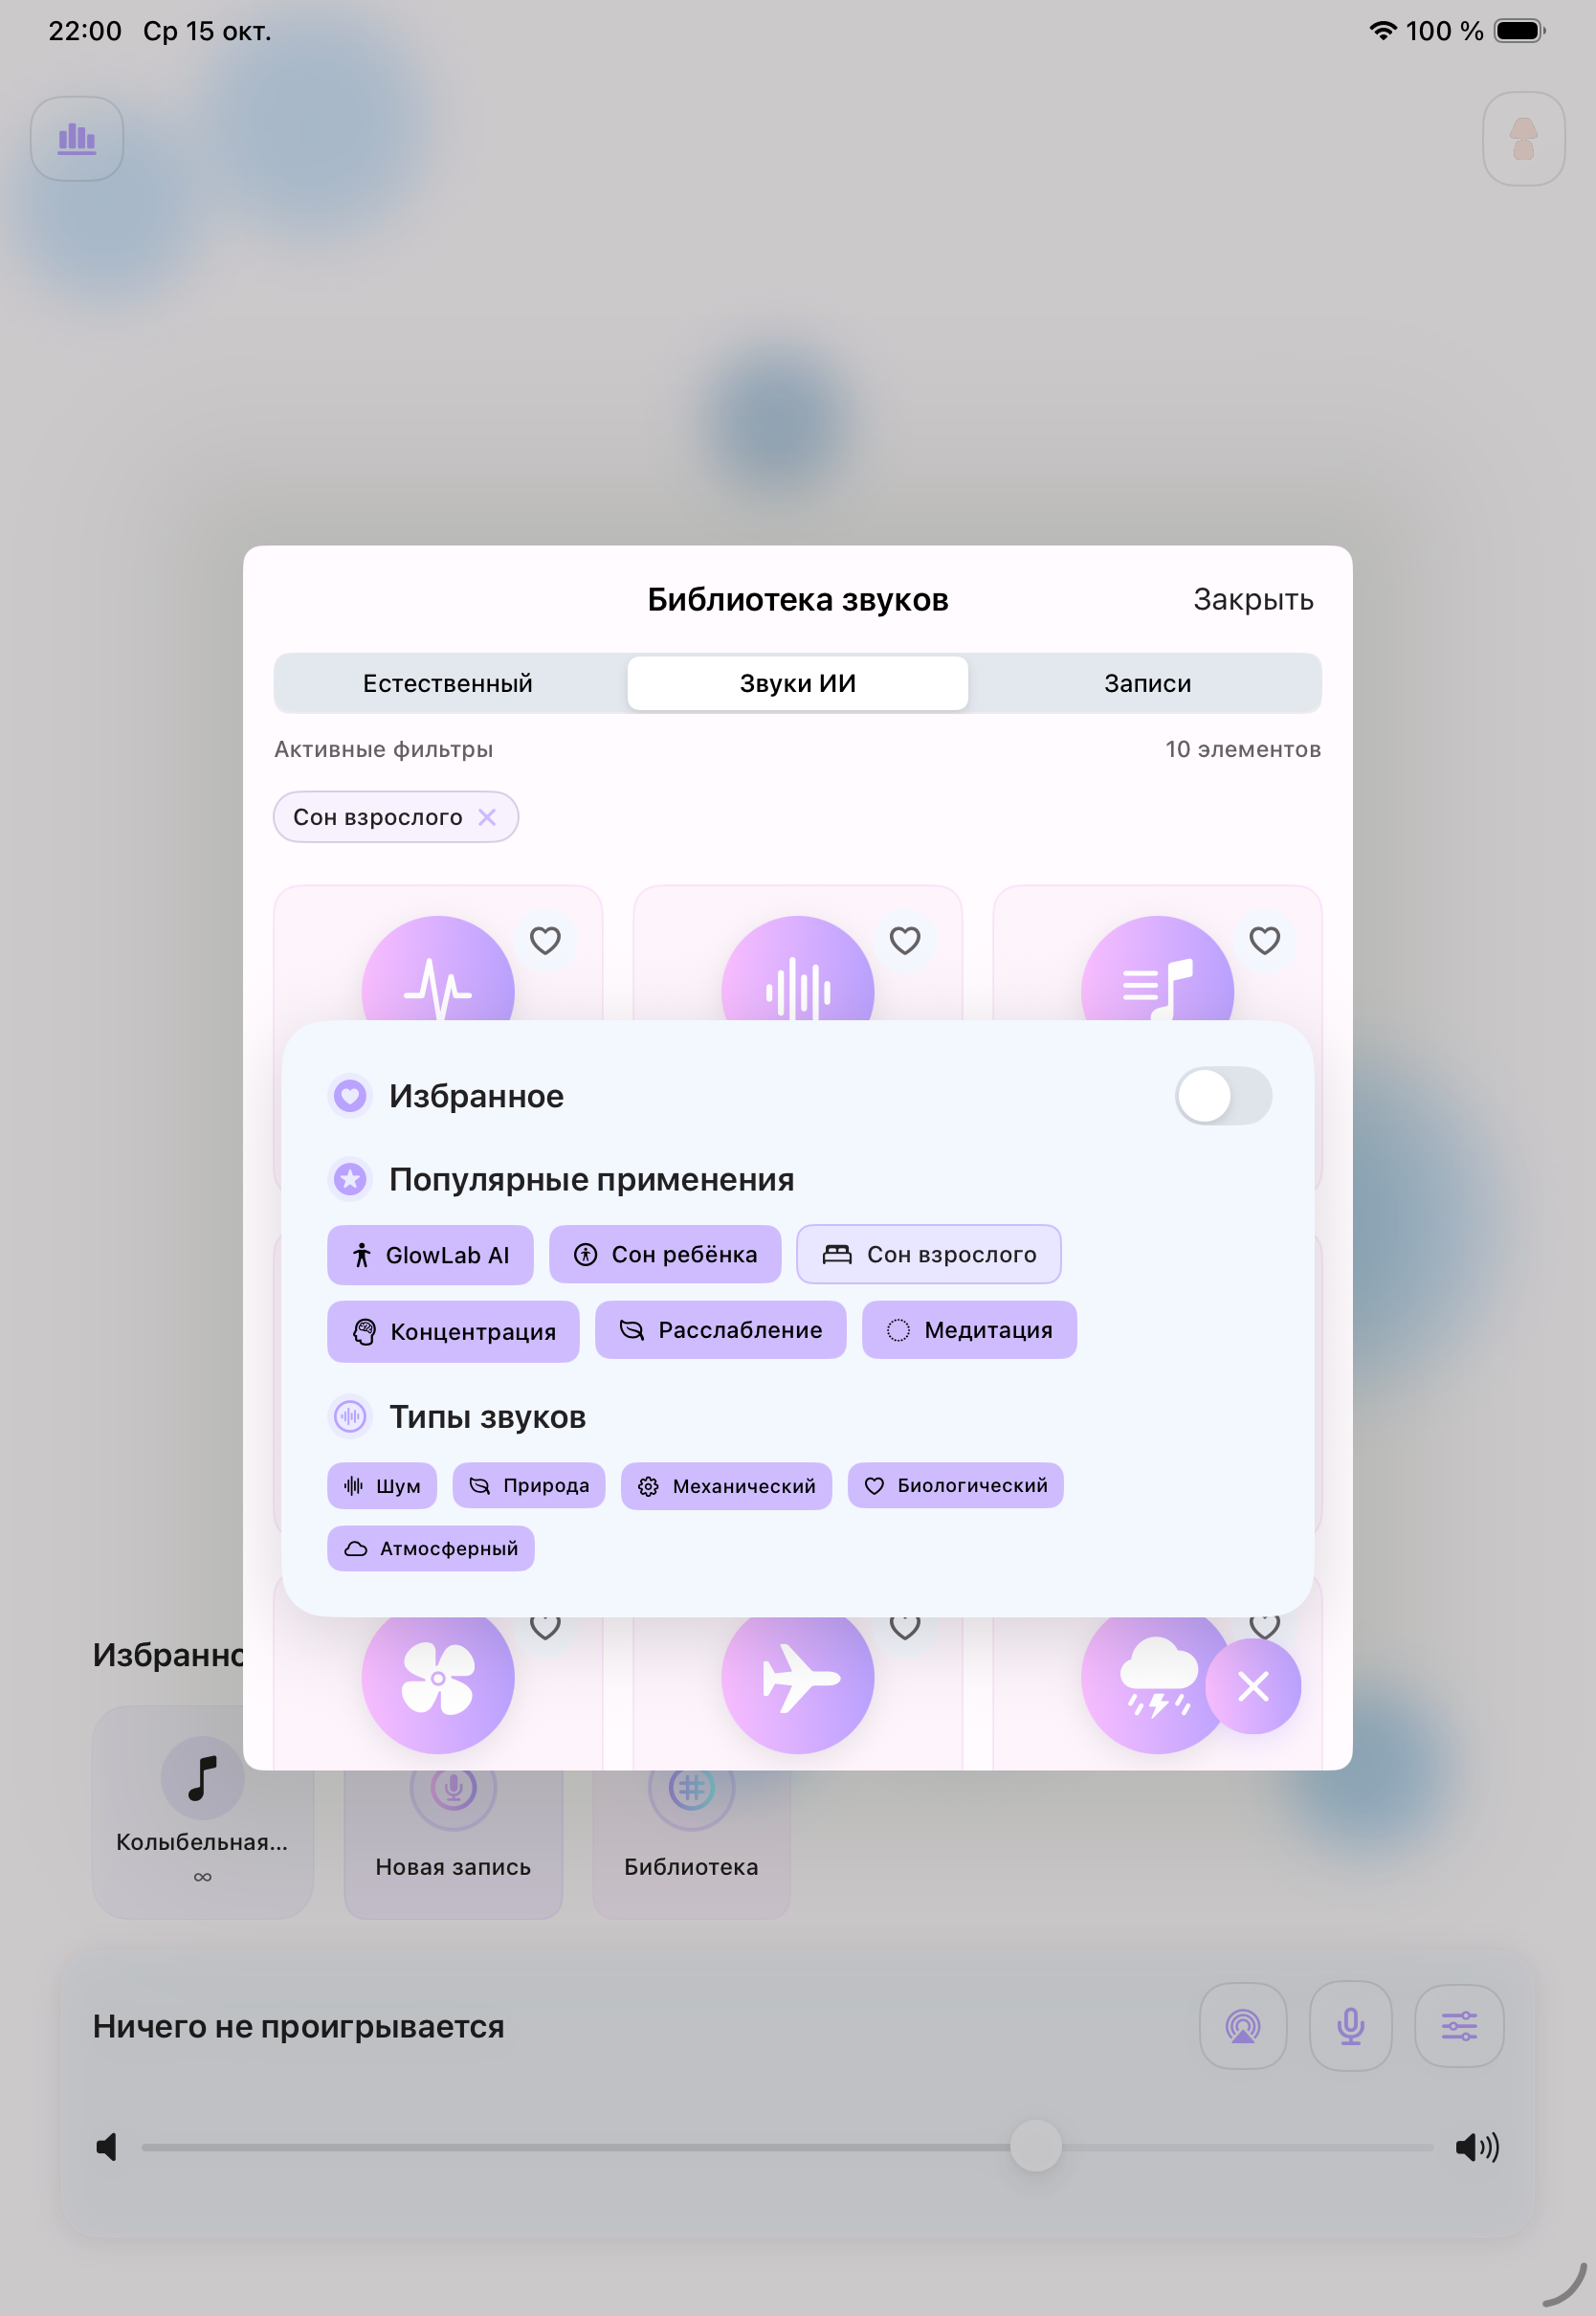 22:00 Ср 15 окт.
100 %
Библиотека звуков
Закрыть
Естественный
Звуки ИИ
Записи
Активные фильтры
10 элементов
Сон взрослого
Избранное
Популярные применения
GlowLab AI
Сон ребёнка
Сон взрослого
Концентрация
Расслабление
Медитация
Типы звуков
Шум
Природа
Механический
Биологический
Атмосферный
Избранно
Колыбельная...
∞
Новая запись
Библиотека
Ничего не проигрывается